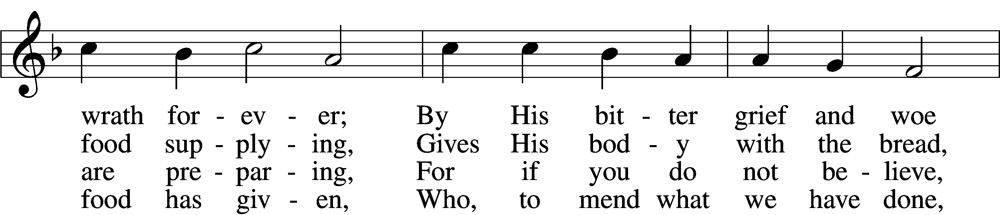 wrath for - ev - er; By His bit - ter grief and woe
food sup - ply - ing, Gives His bod - y with the bread,
are pre - par - ing, For if you do not be - lieve,
food has giv - en, Who, to mend what we have done,